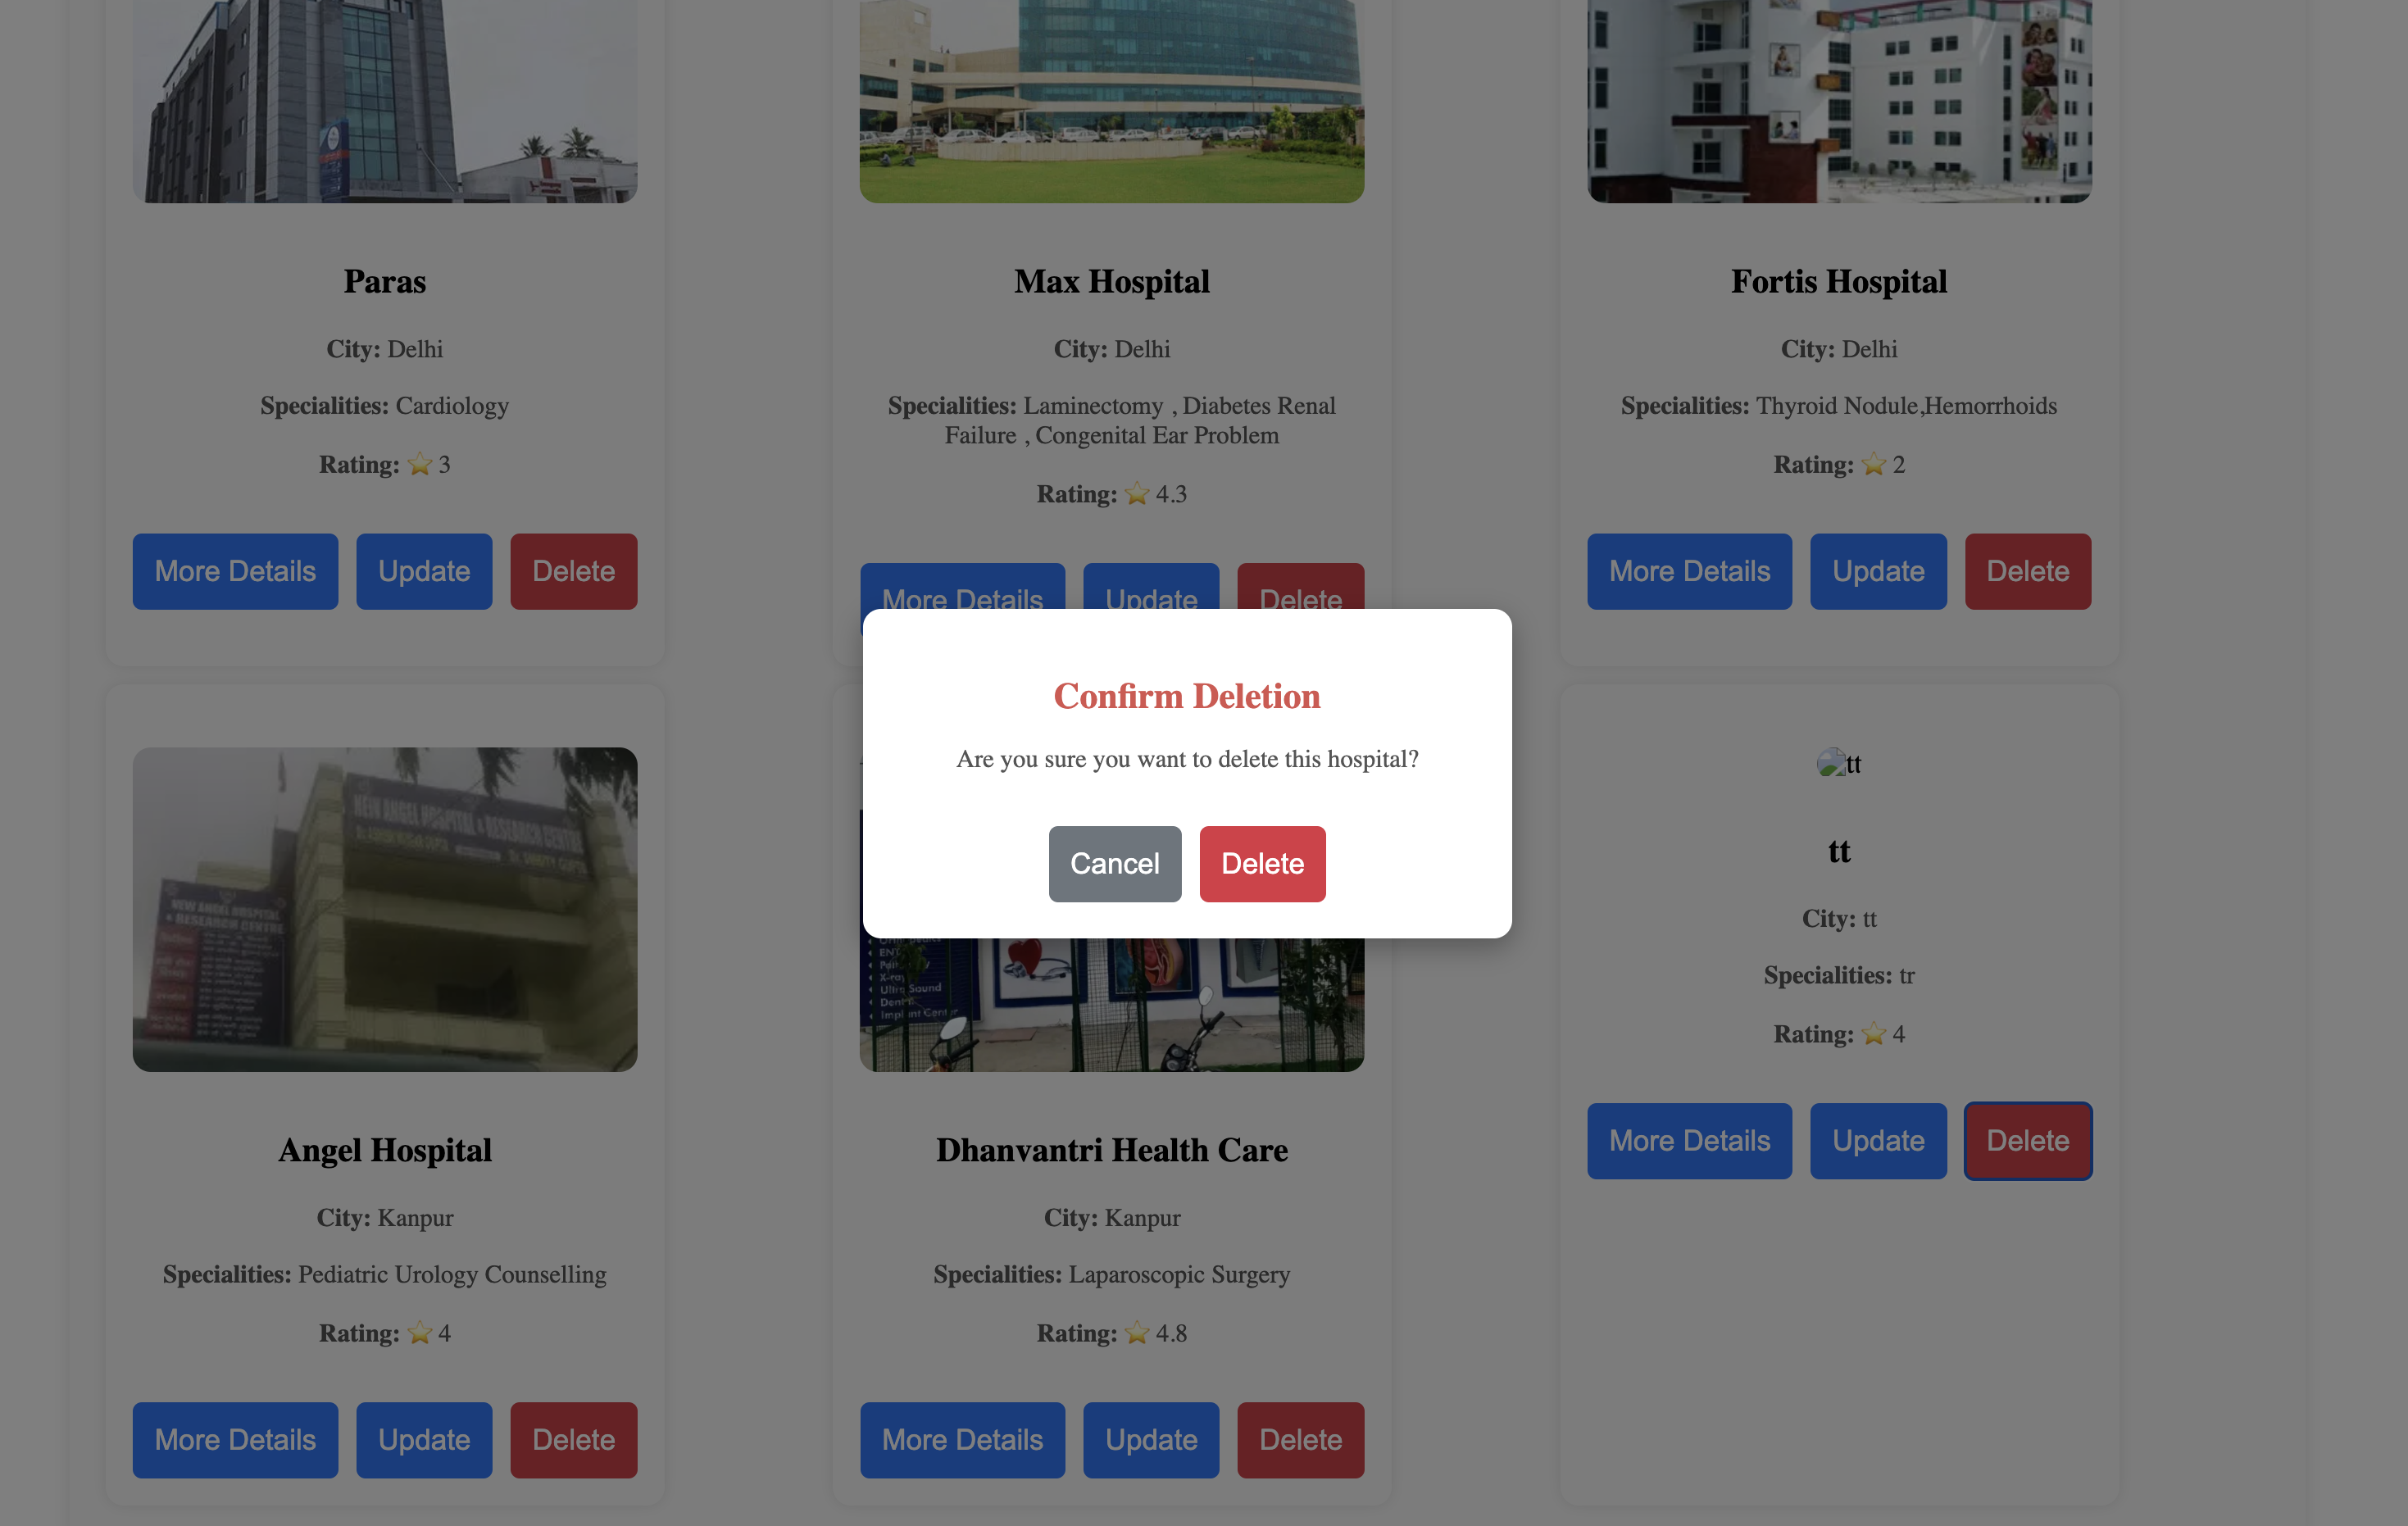 Paras
City: Delhi
Specialities: Cardiology
Rating: ⭐ 3
More Details
Update
Delete
Max Hospital
City: Delhi
Specialities: Laminectomy , Diabetes Renal
Failure , Congenital Ear Problem
Rating: ⭐ 4.3
More Details
Update
Delete
Fortis Hospital
City: Delhi
Specialities: Thyroid Nodule,Hemorrhoids
Rating: ⭐ 2
More Details
Update
Delete
Confirm Deletion
Are you sure you want to delete this hospital?
Cancel
Delete
NEW ANGEL HOSPITAL & RESEARCH CENTRE
NEW ANGEL HOSPITAL
& RESEARCH CENTRE
Angel Hospital
City: Kanpur
Specialities: Pediatric Urology Counselling
Rating: ⭐ 4
More Details
Update
Delete
ENT
X-ray
Ultra Sound
Implant Center
Dhanvantri Health Care
City: Kanpur
Specialities: Laparoscopic Surgery
Rating: ⭐ 4.8
More Details
Update
Delete
tt
tt
City: tt
Specialities: tr
Rating: ⭐ 4
More Details
Update
Delete